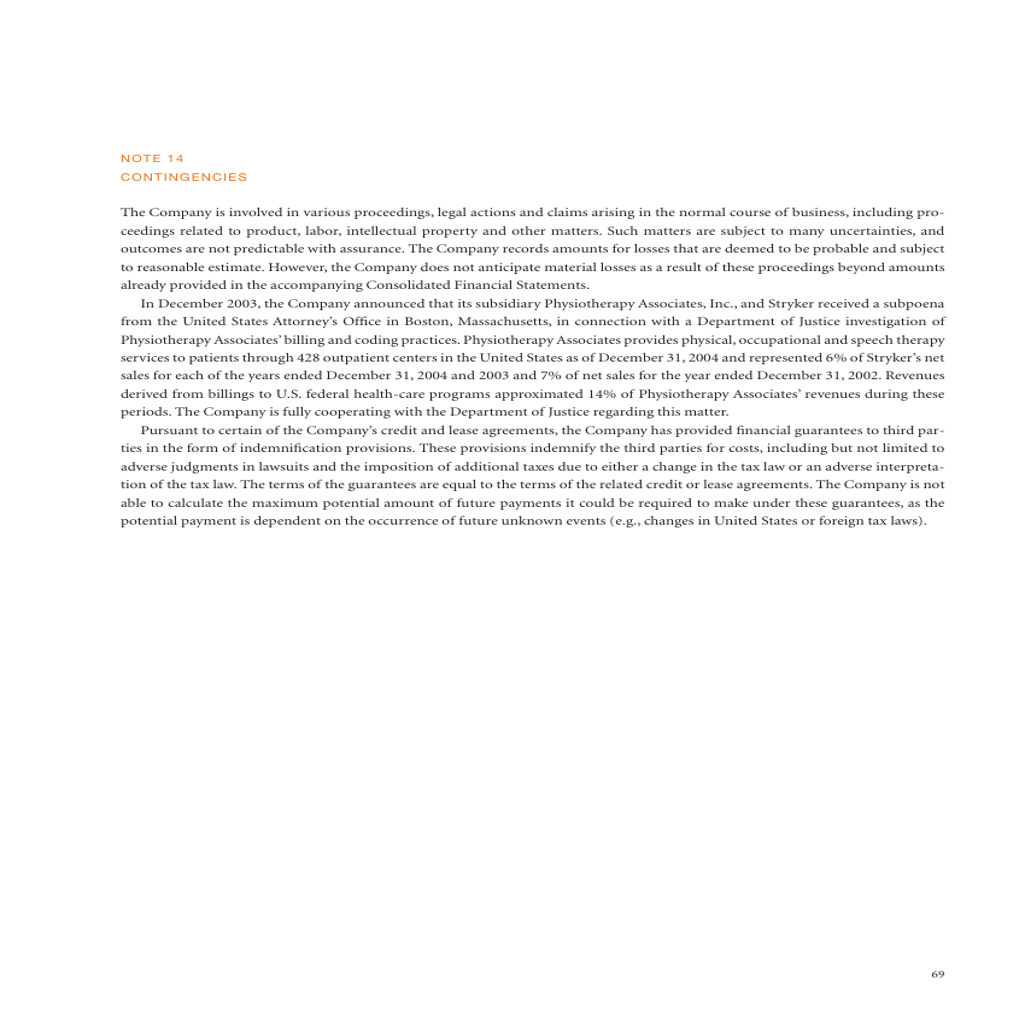 NOTE 14
CONTINGENCIES
The Company is involved in various proceedings, legal actions and claims arising in the normal course of business, including pro-
ceedings related to product, labor, intellectual property and other matters. Such matters are subject to many uncertainties, and
outcomes are not predictable with assurance. The Company records amounts for losses that are deemed to be probable and subject
to reasonable estimate. However, the Company does not anticipate material losses as a result of these proceedings beyond amounts
already provided in the accompanying Consolidated Financial Statements.
In December 2003, the Company announced that its subsidiary Physiotherapy Associates, Inc., and Stryker received a subpoena
from the United States Attorney's Office in Boston, Massachusetts, in connection with a Department of Justice investigation of
Physiotherapy Associates' billing and coding practices. Physiotherapy Associates provides physical, occupational and speech therapy
services to patients through 428 outpatient centers in the United States as of December 31, 2004 and represented 6% of Stryker's net
sales for each of the years ended December 31, 2004 and 2003 and 7% of net sales for the year ended December 31, 2002. Revenues
derived from billings to U.S. federal health-care programs approximated 14% of Physiotherapy Associates' revenues during these
periods. The Company is fully cooperating with the Department of Justice regarding this matter.
Pursuant to certain of the Company's credit and lease agreements, the Company has provided financial guarantees to third par-
ties in the form of indemnification provisions. These provisions indemnify the third parties for costs, including but not limited to
adverse judgments in lawsuits and the imposition of additional taxes due to either a change in the tax law or an adverse interpreta-
tion of the tax law. The terms of the guarantees are equal to the terms of the related credit or lease agreements. The Company is not
able to calculate the maximum potential amount of future payments it could be required to make under these guarantees, as the
potential payment is dependent on the occurrence of future unknown events (e.g., changes in United States or foreign tax laws).
69